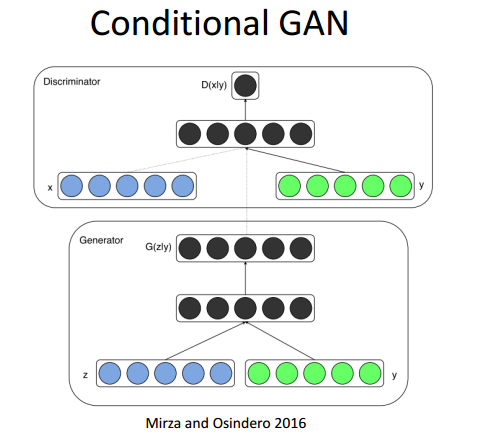 Conditional GAN
Discriminator
D(x|y)
x
y
Generator
G(z|y)
z
y
Mirza and Osindero 2016